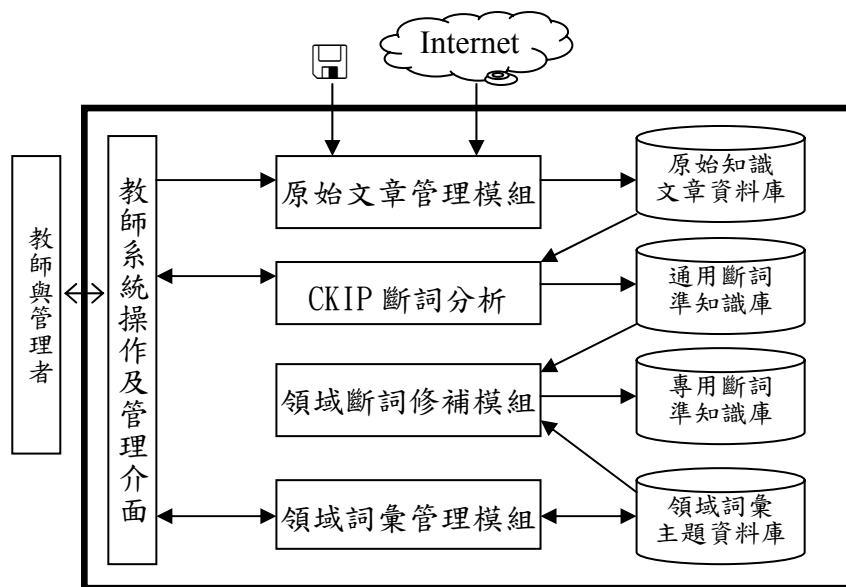 Internet
教師與管理者
教師系統操作及管理介面
原始文章管理模組
原始知識
文章資料庫
CKIP 斷詞分析
通用斷詞
準知識庫
領域斷詞修補模組
專用斷詞
準知識庫
領域詞彙管理模組
領域詞彙
主題資料庫